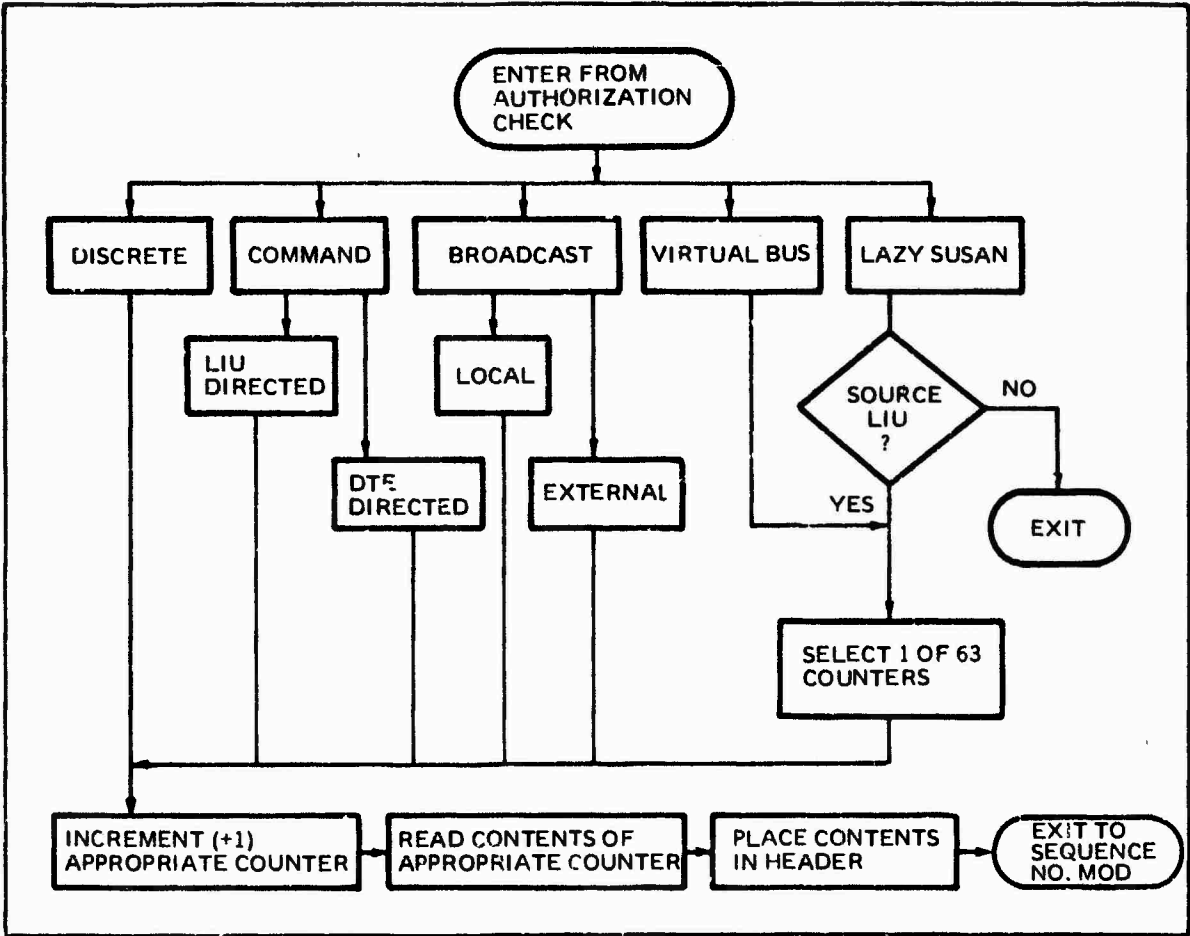 ENTER FROM
AUTHORIZATION
CHECK
DISCRETE
COMMAND
BROADCAST
VIRTUAL BUS
LAZY SUSAN
LIU
DIRECTED
LOCAL
SOURCE
LIU
?
NO
DTE
DIRECTED
EXTERNAL
YES
EXIT
SELECT 1 OF 63
COUNTERS
INCREMENT (+1)
APPROPRIATE COUNTER
READ CONTENTS OF
APPROPRIATE COUNTER
PLACE CONTENTS
IN HEADER
EXIT TO
SEQUENCE
NO. MOD